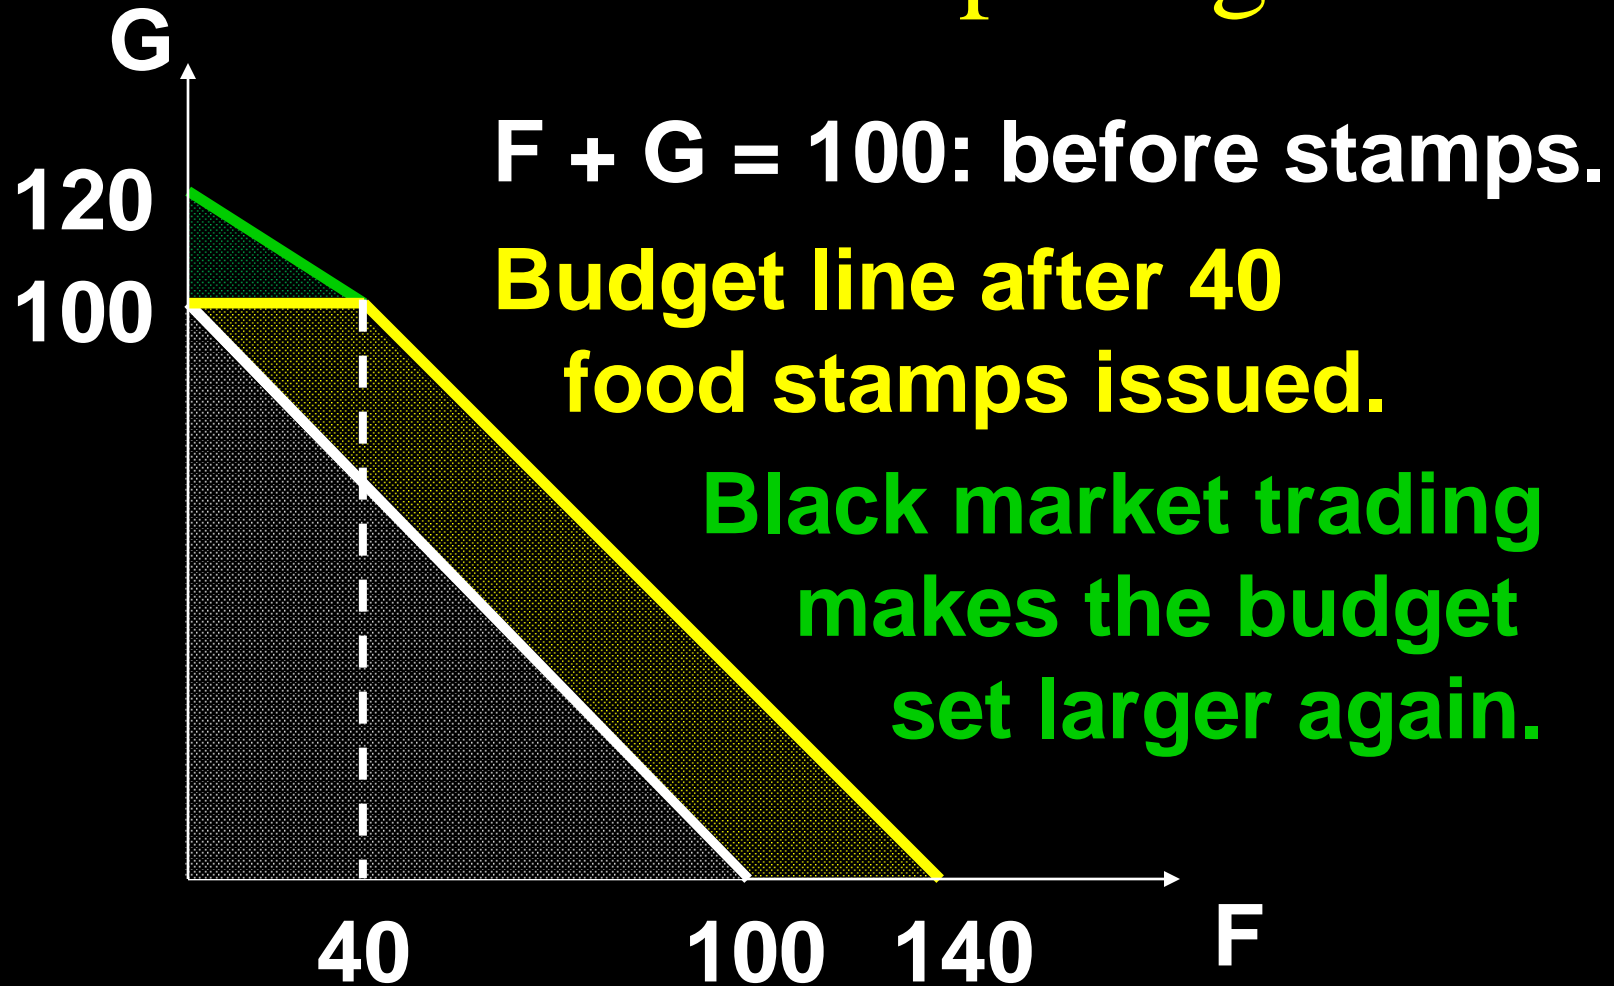 G
F + G = 100: before stamps.
120
Budget line after 40
100
food stamps issued.
Black market trading
makes the budget
set larger again.
40 100 140 F